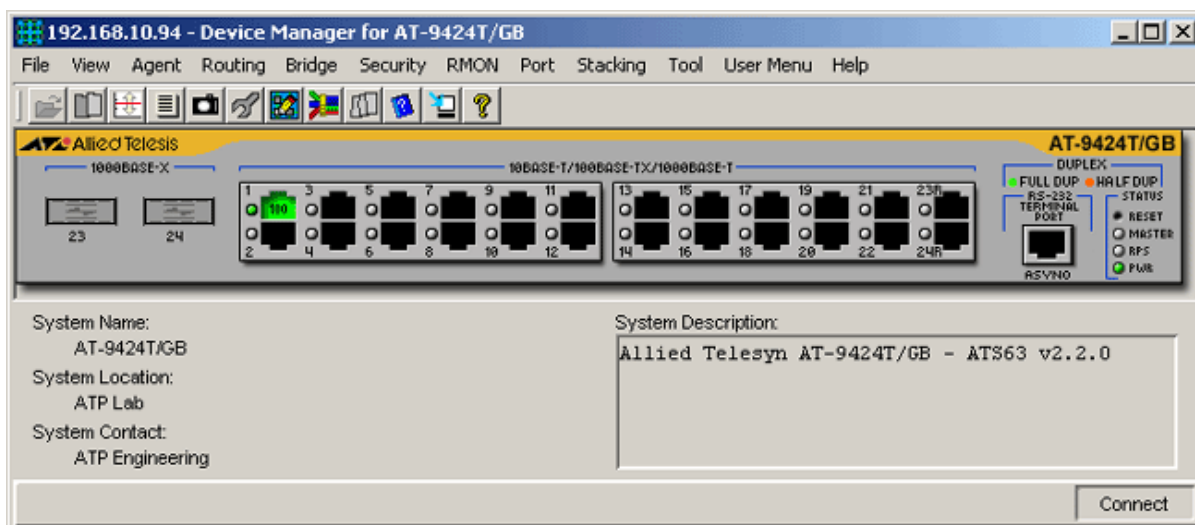 192.168.10.94 - Device Manager for AT-9424T/GB
File View Agent Routing Bridge Security RMON Port Stacking Tool User Menu Help
Allied Telesis
AT-9424T/GB
1000BASE-X
10BASE-T/100BASE-TX/1000BASE-T
DUPLEX
FULL DUP HALF DUP
1 3 5 7 9 11 13 15 17 19 21 23R
100
2 4 6 8 10 12 14 16 18 20 22 24R
23 24
RS-232
TERMINAL
PORT
ASYNO
STATUS
RESET
MASTER
RPS
PWR
System Name:
AT-9424T/GB
System Location:
ATP Lab
System Contact:
ATP Engineering
System Description:
Allied Telesyn AT-9424T/GB - ATS63 v2.2.0
Connect